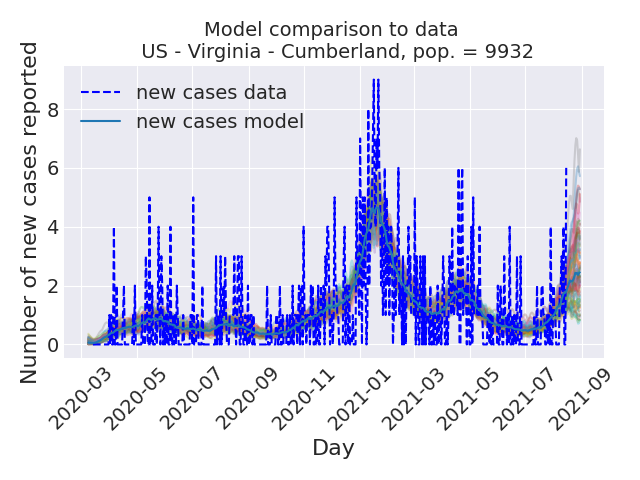 Model comparison to data
US - Virginia - Cumberland, pop. = 9932
new cases data
new cases model
Number of new cases reported
8
6
4
2
0
2020-03
2020-05
2020-07
2020-09
2020-11
2021-01
2021-03
2021-05
2021-07
2021-09
Day